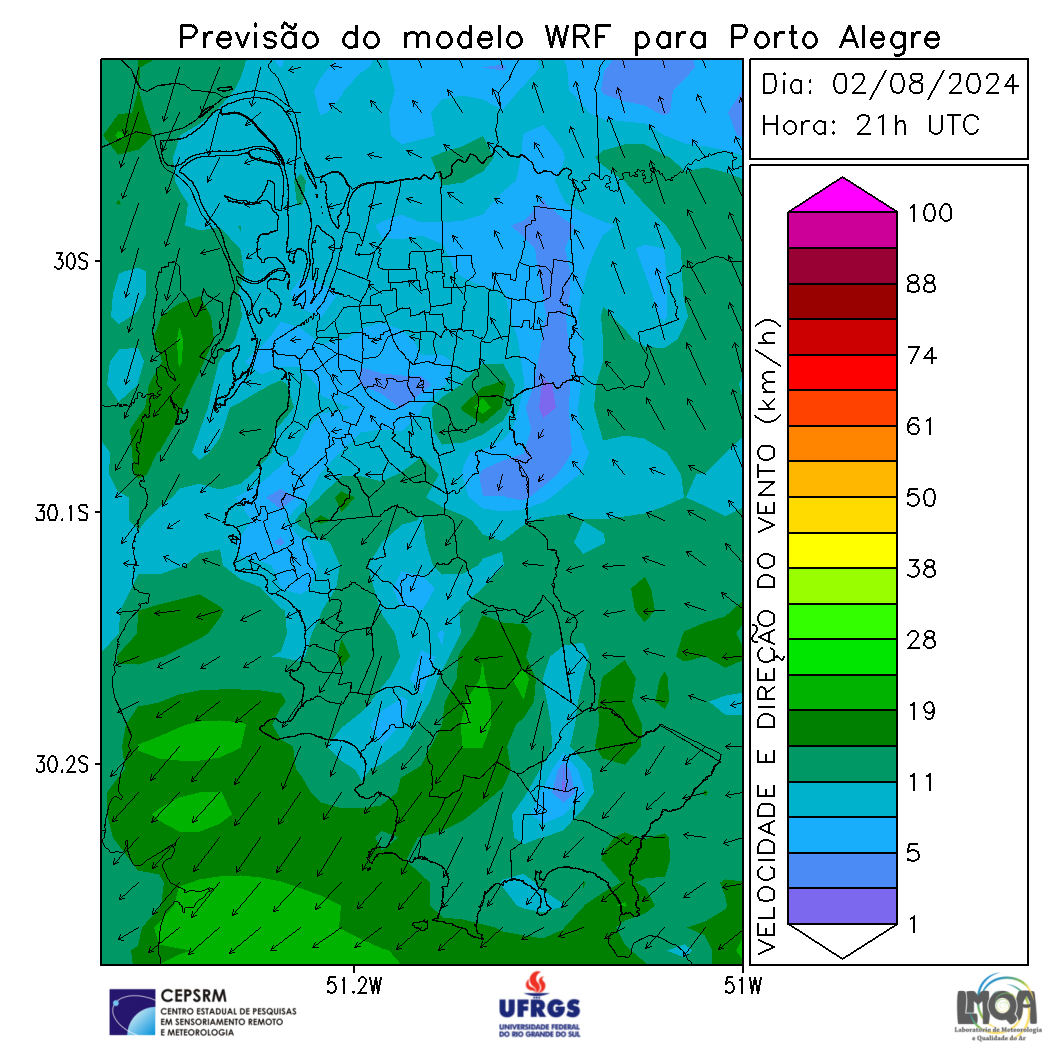 Previsão do modelo WRF para Porto Alegre
Dia: 02/08/2024
Hora: 21h UTC
30S
30.1S
30.2S
51.2W
51W
VELOCIDADE E DIREÇÃO DO VENTO (km/h)
100
88
74
61
50
38
28
19
11
5
1
CEPSRM
CENTRO ESTADUAL DE PESQUISAS
EM SENSORIAMENTO REMOTO
E METEOROLOGIA
UFRGS
UNIVERSIDADE FEDERAL
DO RIO GRANDE DO SUL
LMQA
Laboratório de Meteorologia
e Qualidade do Ar